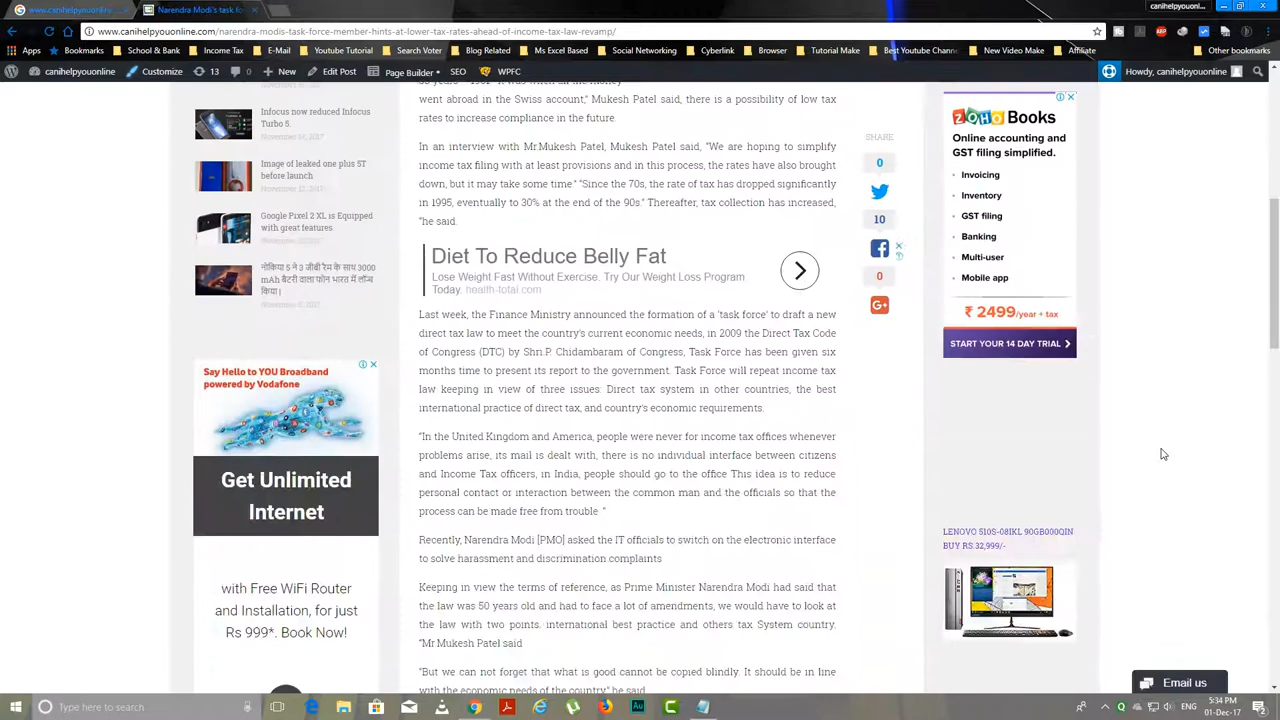 www.canihelpyouonline.
Narendra Modi's task fo
canihelpyouonl...
www.canihelpyouonline.com/narendra-modis-task-force-member-hints-at-lower-tax-rates-ahead-of-income-tax-law-revamp/
Apps Bookmarks School & Bank Income Tax E-Mail Youtube Tutorial Search Voter Blog Related Ms Excel Based Social Networking Cyberlink Browser Tutorial Make Best Youtube Chann New Video Make Affiliate Other bookmarks
canihelpyouonline Customize 13 0 New Edit Post Page Builder SEO WPFC Howdy, canihelpyouonline
went abroad in the Swiss account," Mukesh Patel said, there is a possibility of low tax
rates to increase compliance in the future.
In an interview with Mr.Mukesh Patel, Mukesh Patel said, "We are hoping to simplify
income tax filing with at least provisions and in this process, the rates have also brought
down, but it may take some time." "Since the 70s, the rate of tax has dropped significantly
in 1995, eventually to 30% at the end of the 90s." Thereafter, tax collection has increased,
"he said.
Diet To Reduce Belly Fat
Lose Weight Fast Without Exercise. Try Our Weight Loss Program
Today. health-total.com
Last week, the Finance Ministry announced the formation of a 'task force' to draft a new
direct tax law to meet the country's current economic needs, in 2009 the Direct Tax Code
of Congress (DTC) by Shri.P. Chidambaram of Congress, Task Force has been given six
months time to present its report to the government. Task Force will repeat income tax
law keeping in view of three issues: Direct tax system in other countries, the best
international practice of direct tax, and country's economic requirements.
"In the United Kingdom and America, people were never for income tax offices whenever
problems arise, its mail is dealt with, there is no individual interface between citizens
and Income Tax officers, in India, people should go to the office This idea is to reduce
personal contact or interaction between the common man and the officials so that the
process can be made free from trouble. "
Recently, Narendra Modi [PMO] asked the IT officials to switch on the electronic interface
to solve harassment and discrimination complaints
Keeping in view the terms of reference, as Prime Minister Narendra Modi had said that
the law was 50 years old and had to face a lot of amendments, we would have to look at
the law with two points. international best practice and others tax System country.
"Mr.Mukesh Patel said
"But we can not forget that what is good cannot be copied blindly. It should be in line
with the economic needs of the country," he said
Infocus now reduced Infocus
Turbo 5.
November 14, 2017
Image of leaked one plus 5T
before launch
November 12, 2017
Google Pixel 2 XL is Equipped
with great features
नोकिया 5 ने 3 जीबी रैम के साथ 3000
mAh बैटरी वाला फोन भारत में लॉन्च
किया।
Say Hello to YOU Broadband
powered by Vodafone
Get Unlimited
Internet
with Free WiFi Router
and Installation, for just
Rs 999*. Book Now!
SHARE
0
10
0
ZOHO Books
Online accounting and
GST filing simplified.
Invoicing
Inventory
GST filing
Banking
Multi-user
Mobile app
₹ 2499/year + tax
START YOUR 14 DAY TRIAL
LENOVO 510S-08IKL 90GB000QIN
BUY RS 32,999/-
Email us
Type here to search
5:34 PM
01-Dec-17